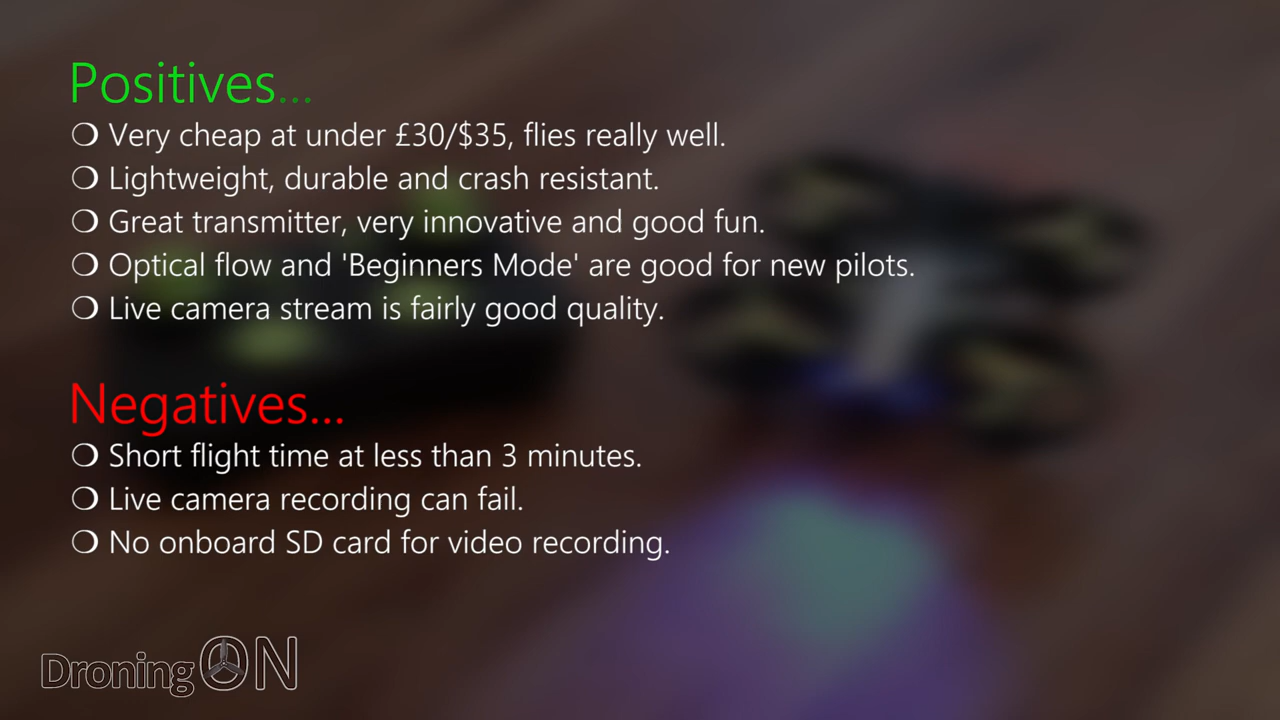 Positives...
❍ Very cheap at under £30/$35, flies really well.
❍ Lightweight, durable and crash resistant.
❍ Great transmitter, very innovative and good fun.
❍ Optical flow and 'Beginners Mode' are good for new pilots.
❍ Live camera stream is fairly good quality.
Negatives...
❍ Short flight time at less than 3 minutes.
❍ Live camera recording can fail.
❍ No onboard SD card for video recording.
DroningON